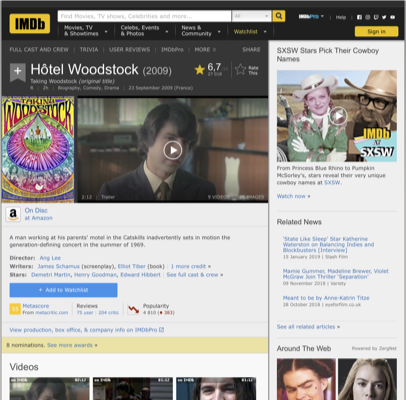 IMDb
Find Movies, TV shows, Celebrities and more...
All
Movies, TV & Showtimes
Celebs, Events & Photos
News & Community
Watchlist
IMDbPro
Help
Sign in
FULL CAST AND CREW | TRIVIA | USER REVIEWS | IMDbPro | MORE
SHARE
Hôtel Woodstock (2009)
Taking Woodstock (original title)
R | 2h | Biography, Comedy, Drama | 23 September 2009 (France)
6,7
Rate This
TAKING
WOODSTOCK
2:13 | Trailer
9 VIDEOS
IMAGES
On Disc
at Amazon
A man working at his parents' motel in the Catskills inadvertently sets in motion the
generation-defining concert in the summer of 1969.
Director: Ang Lee
Writers: James Schamus (screenplay), Elliot Tiber (book) | 1 more credit »
Stars: Demetri Martin, Henry Goodman, Edward Hibbert | See full cast & crew »
+ Add to Watchlist
Metascore
From metacritic.com
Reviews
75 user | 204 critic
Popularity
4 810 (383)
View production, box office, & company info on IMDbPro
8 nominations. See more awards »
Videos
SXSW Stars Pick Their Cowboy
Names
IMDb
at
SXSW
From Princess Blue Rhino to Pumpkin
McSorley's, stars reveal their very unique
cowboy names at SXSW.
Watch now »
Related News
'State Like Sleep' Star Katherine
Waterston on Balancing Indies and
Blockbusters [Interview]
15 January 2019 | Slash Film
Mamie Gummer, Madeline Brewer, Violet
McGraw Join Thriller 'Separation'
09 November 2018 | Variety
Meant to be by Anne-Katrin Titze
28 October 2018 | eyeforfilm.co.uk
See all related articles »
Around The Web
Powered by ZergNet